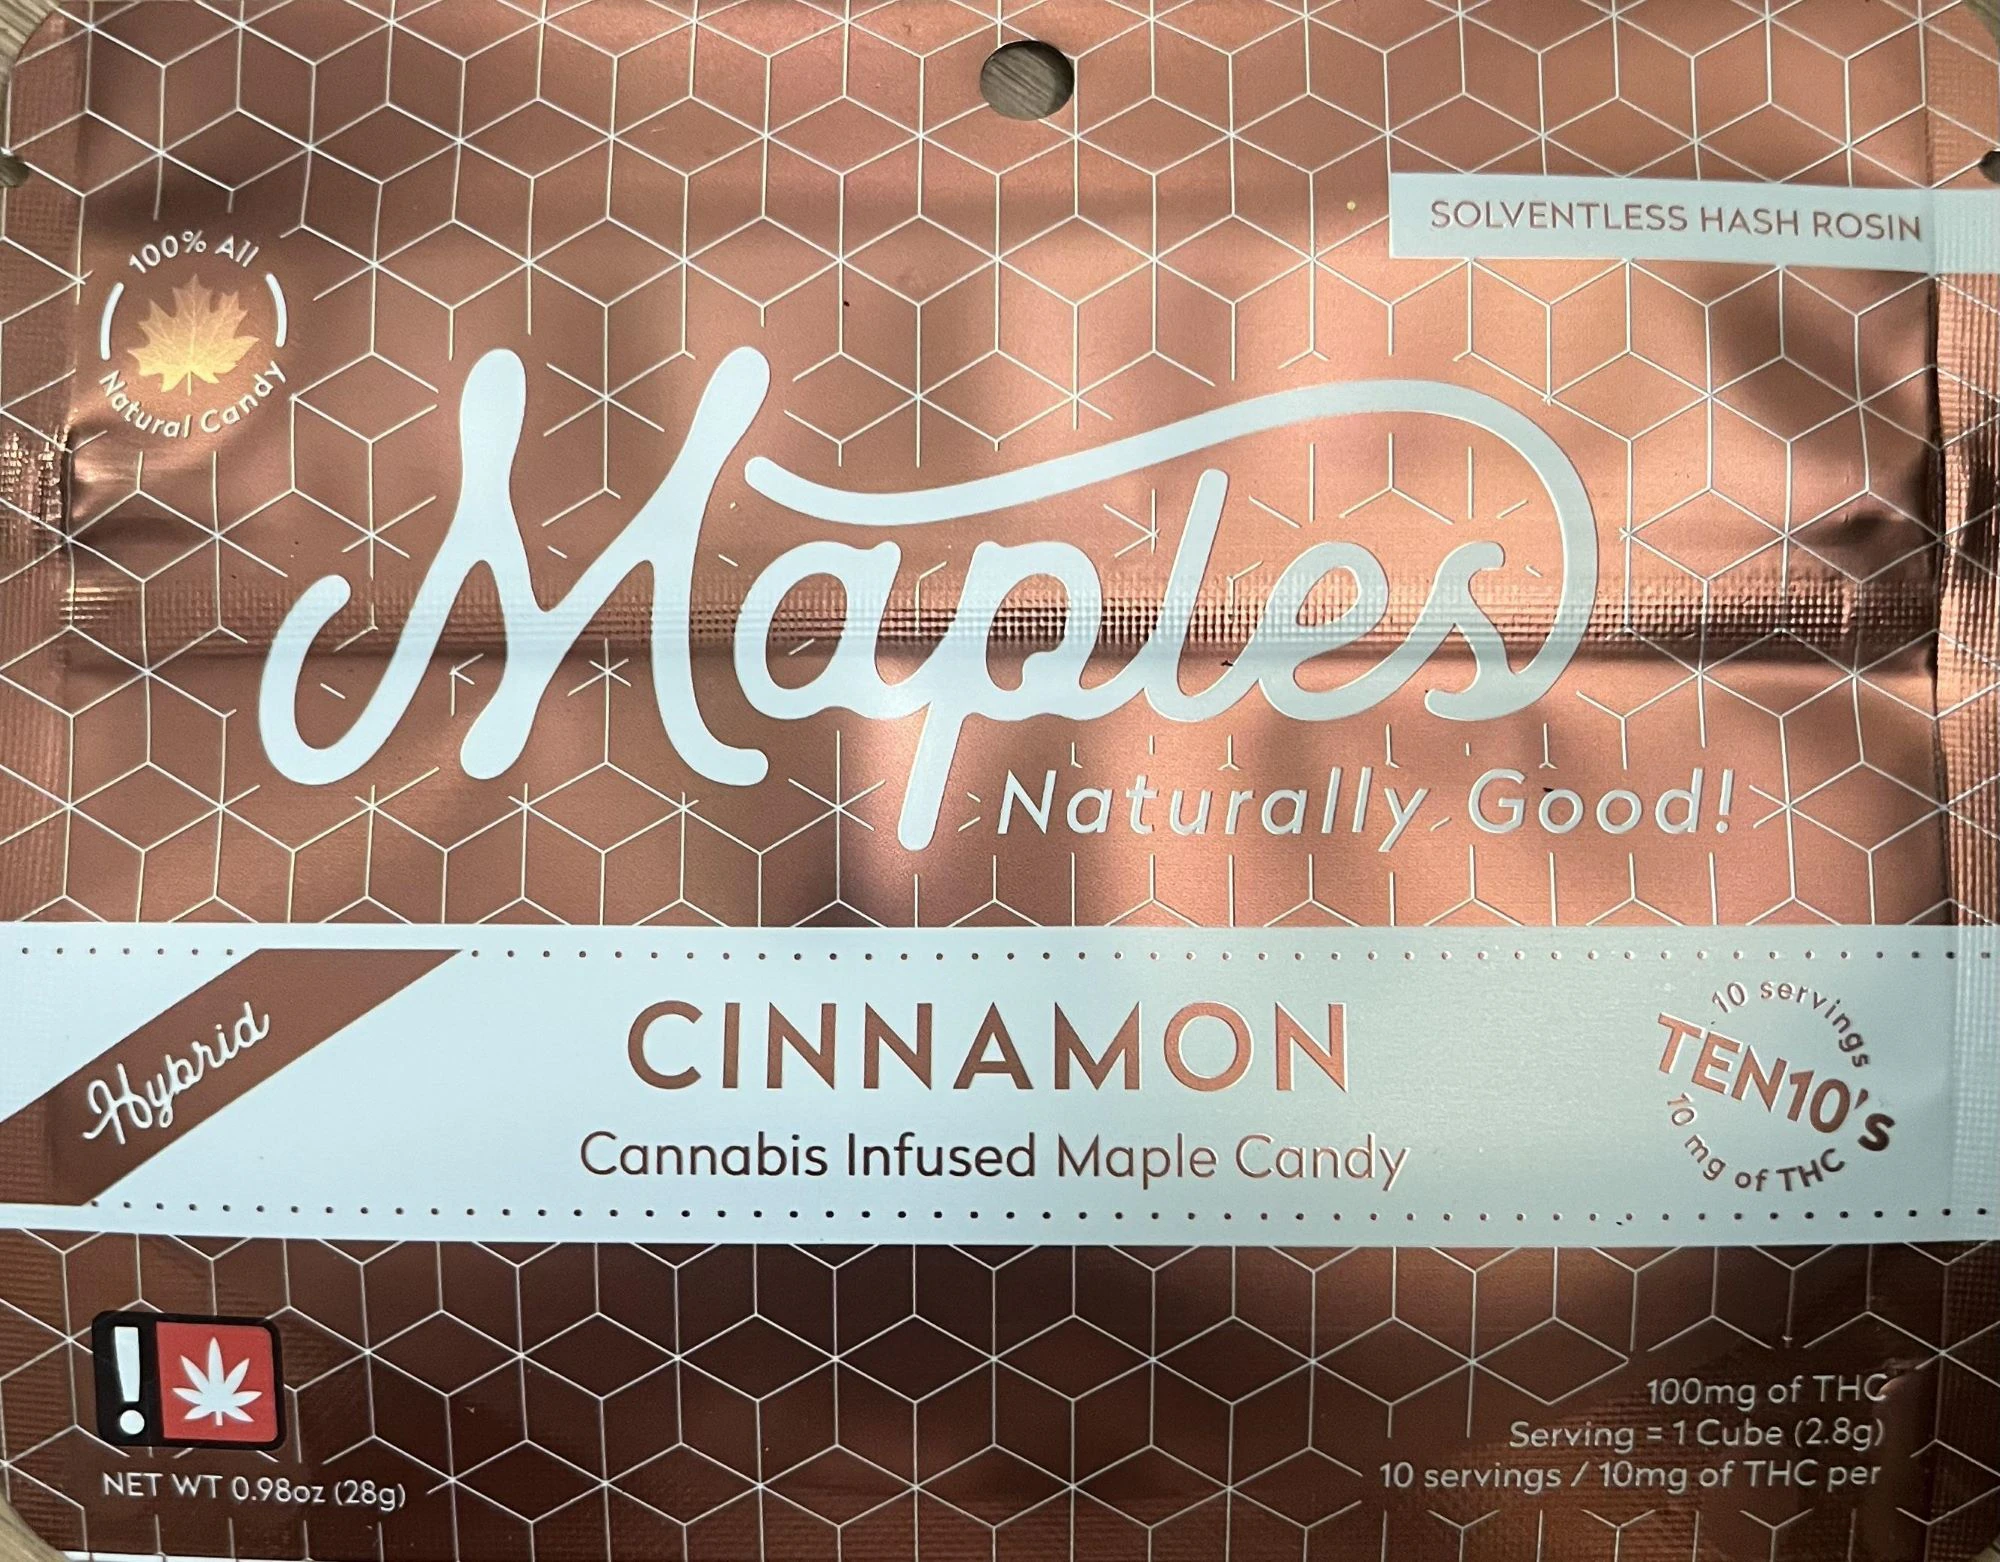 SOLVENTLESS HASH ROSIN
100% All
Natural Candy
Maples
Naturally Good!
Hybrid
CINNAMON
Cannabis Infused Maple Candy
10 servings
TEN10's
10 mg of THC
!
NET WT 0.98oz (28g)
100mg of THC
Serving = 1 Cube (2.8g)
10 servings / 10mg of THC per